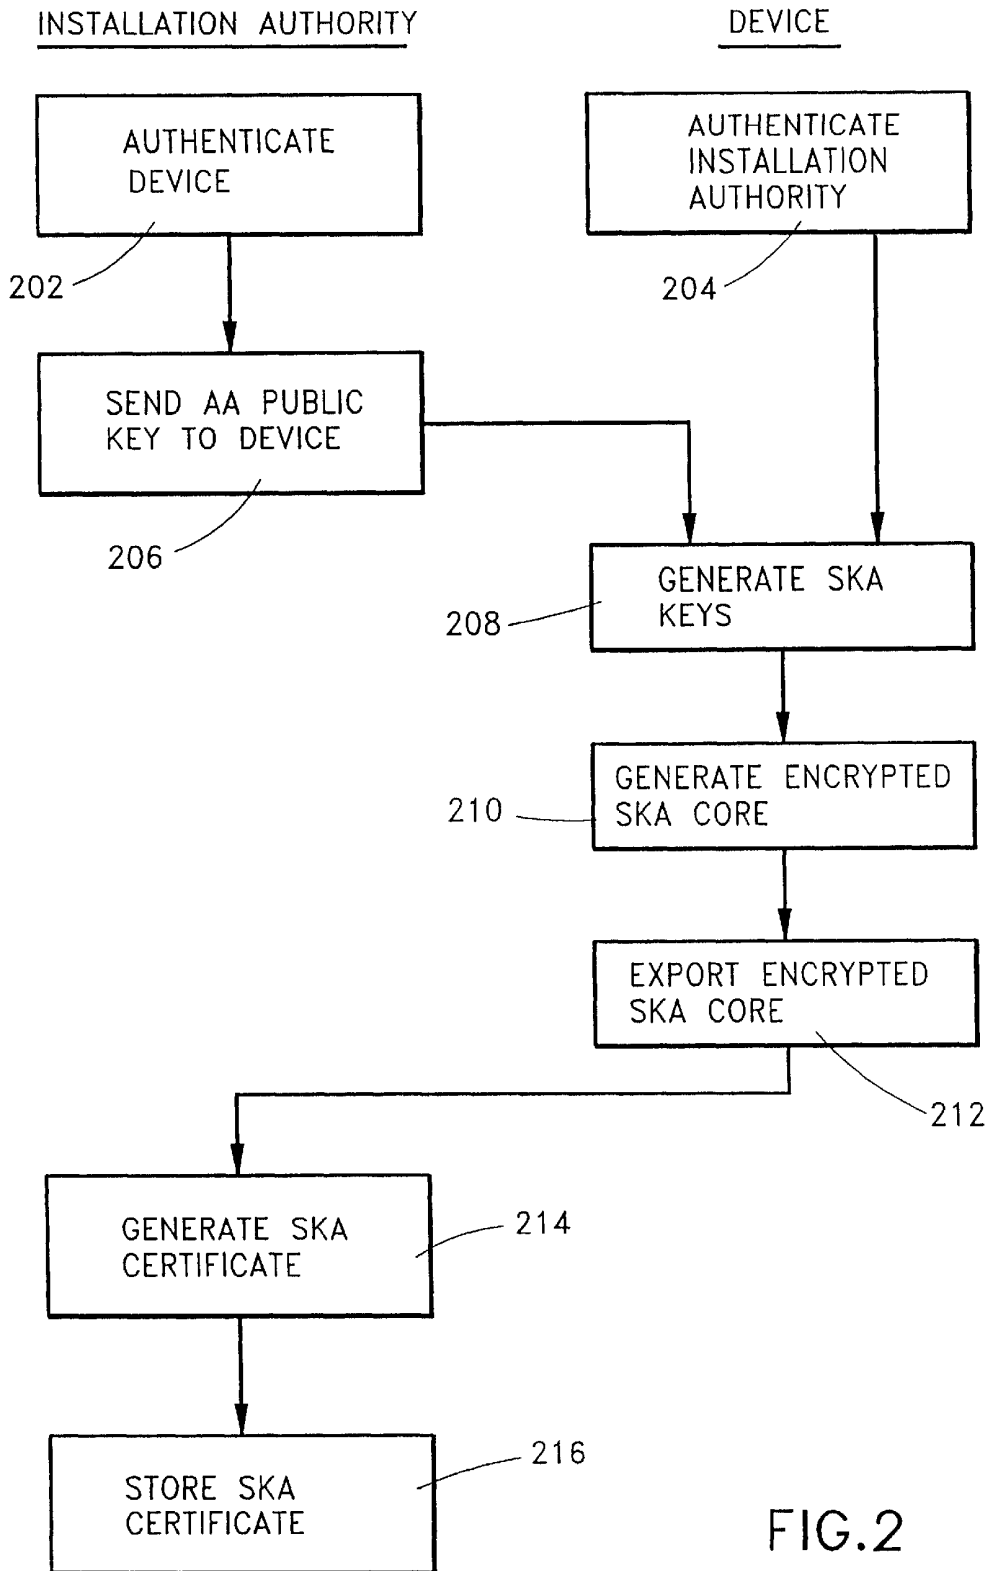 INSTALLATION AUTHORITY
DEVICE
AUTHENTICATE
DEVICE
202
AUTHENTICATE
INSTALLATION
AUTHORITY
204
SEND AA PUBLIC
KEY TO DEVICE
206
GENERATE SKA
KEYS
208
GENERATE ENCRYPTED
SKA CORE
210
EXPORT ENCRYPTED
SKA CORE
212
GENERATE SKA
CERTIFICATE
214
STORE SKA
CERTIFICATE
216
FIG.2